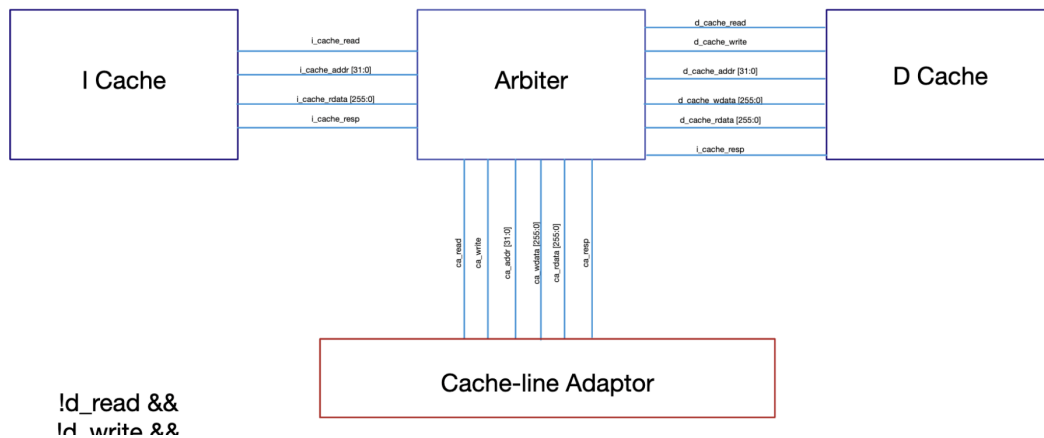 I Cache
i_cache_read
i_cache_addr [31:0]
i_cache_rdata [255:0]
i_cache_resp
Arbiter
d_cache_read
d_cache_write
d_cache_addr [31:0]
d_cache_wdata [255:0]
d_cache_rdata [255:0]
i_cache_resp
D Cache
ca_read
ca_write
ca_addr [31:0]
ca_wdata [255:0]
ca_rdata [255:0]
ca_resp
Cache-line Adaptor
!d_read &&
!d_write &&